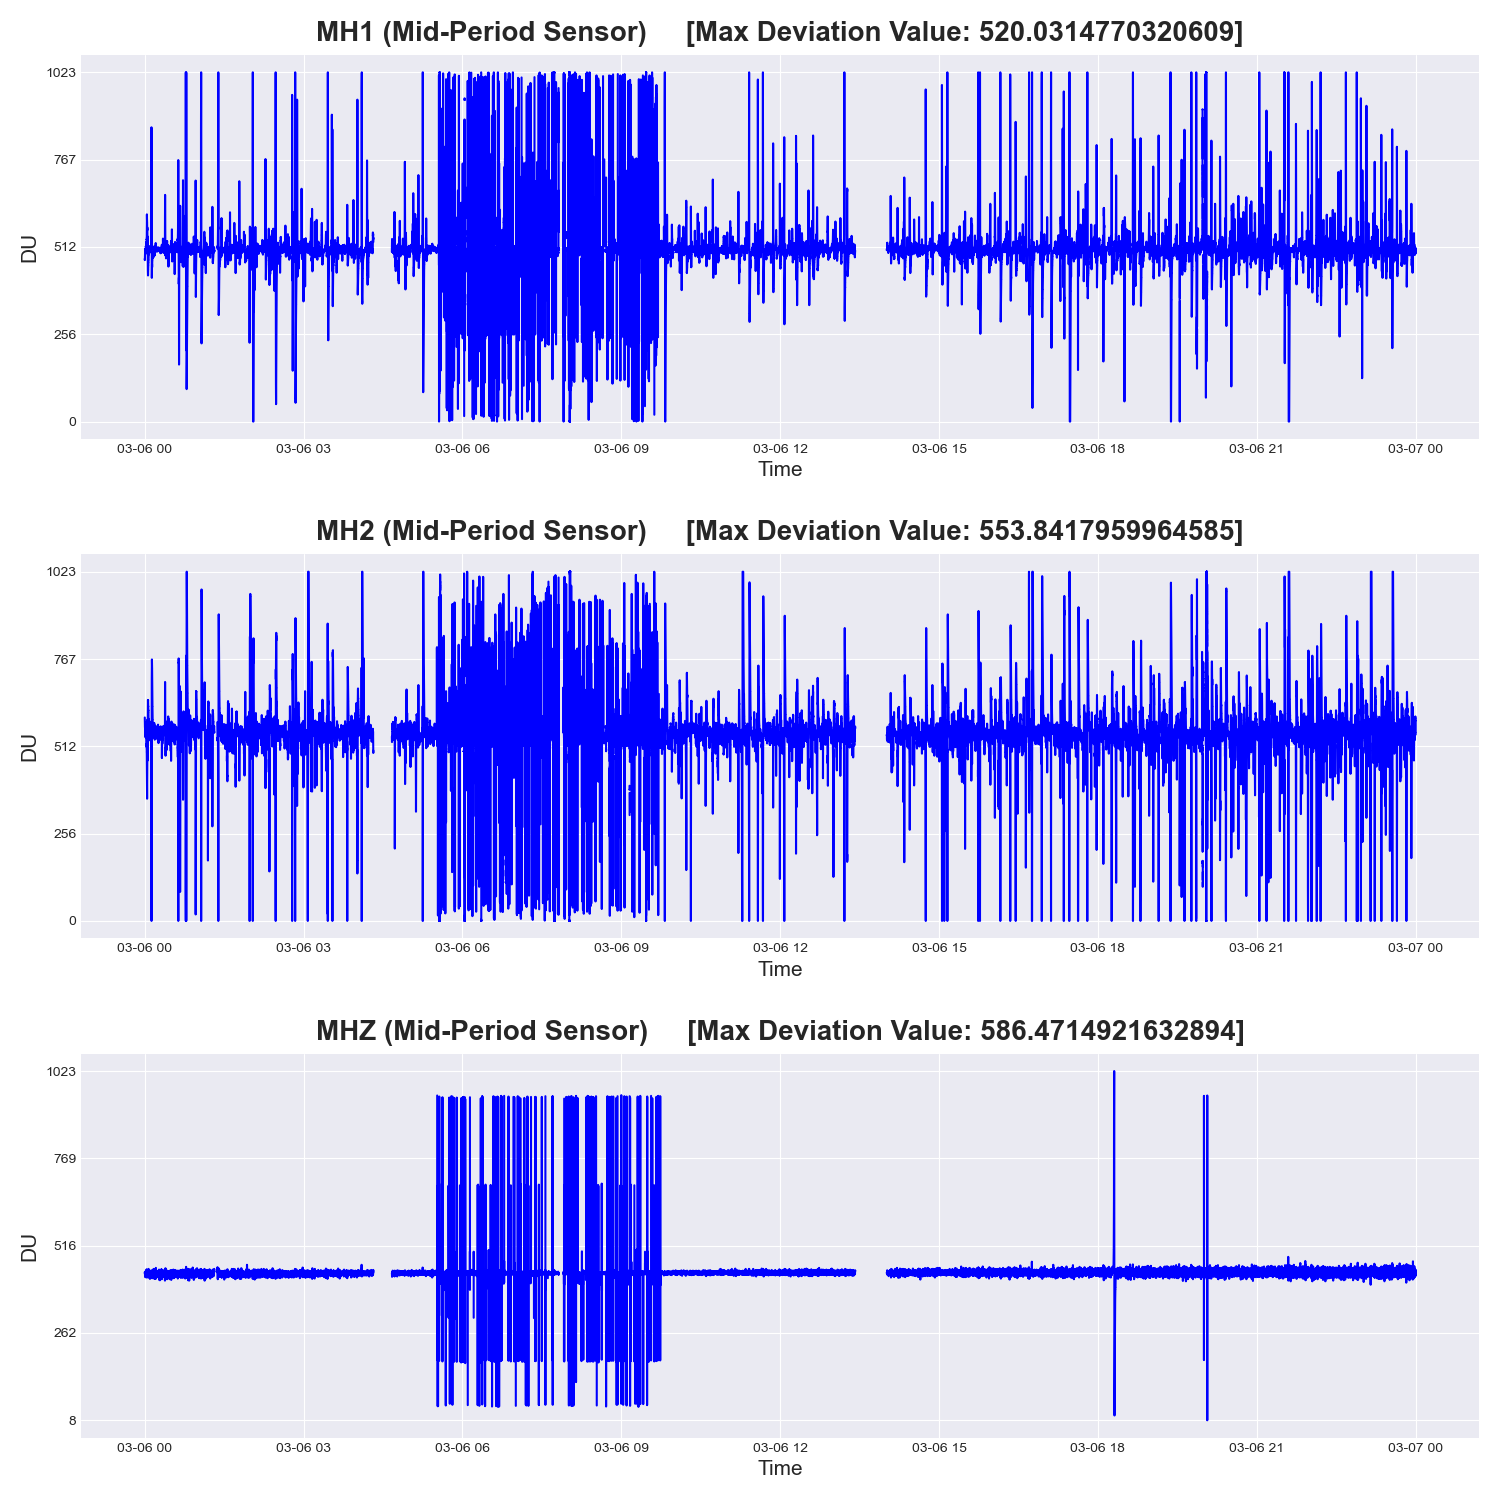 MH1 (Mid-Period Sensor) [Max Deviation Value: 520.0314770320609]
1023
767
512
256
0
DU
03-06 00 03-06 03 03-06 06 03-06 09 03-06 12 03-06 15 03-06 18 03-06 21 03-07 00
Time
MH2 (Mid-Period Sensor) [Max Deviation Value: 553.8417959964585]
1023
767
512
256
0
DU
03-06 00 03-06 03 03-06 06 03-06 09 03-06 12 03-06 15 03-06 18 03-06 21 03-07 00
Time
MHZ (Mid-Period Sensor) [Max Deviation Value: 586.4714921632894]
1023
769
516
262
8
DU
03-06 00 03-06 03 03-06 06 03-06 09 03-06 12 03-06 15 03-06 18 03-06 21 03-07 00
Time